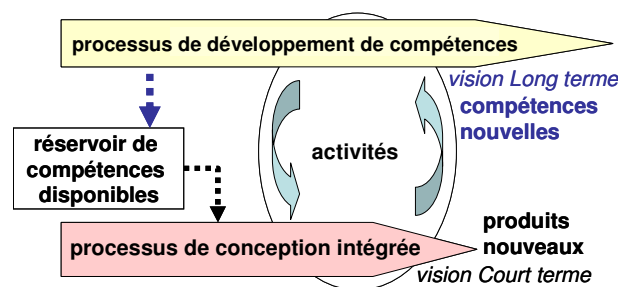 processus de développement de compétences
vision Long terme
compétences
nouvelles
réservoir de
compétences
disponibles
activités
produits
nouveaux
processus de conception intégrée
vision Court terme